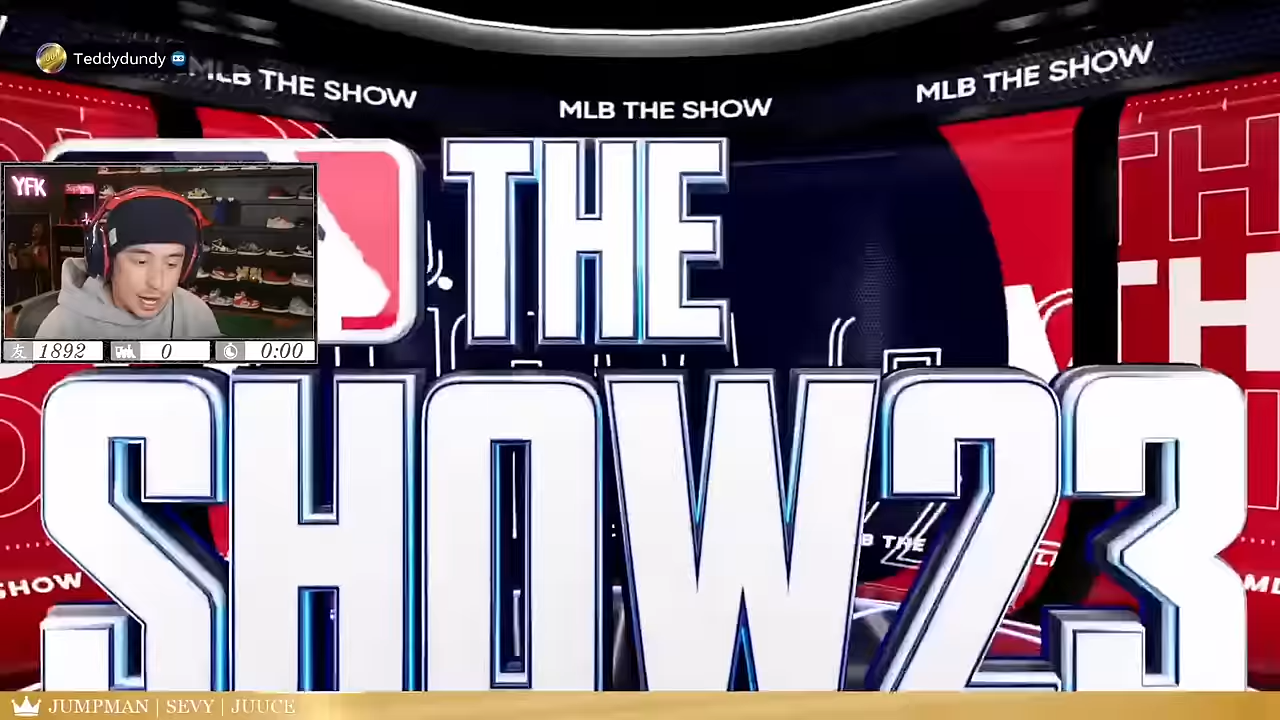 Teddydundy
MLB THE SHOW
MLB THE SHOW
MLB THE SHOW
YFK
THE
SHOW23
1892
0
0:00
SHOW
B THE
JUMPMAN | SEVY | JUUCE